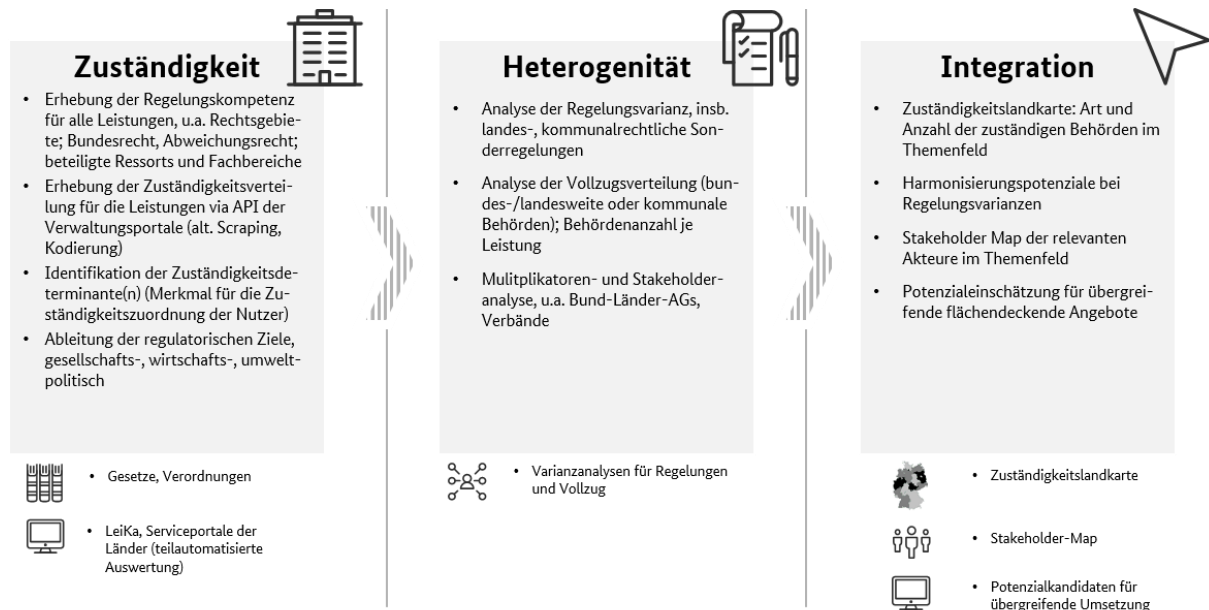 Zuständigkeit
• Erhebung der Regelungskompetenz
für alle Leistungen, u.a. Rechtsgebie-
te; Bundesrecht, Abweichungsrecht;
beteiligte Ressorts und Fachbereiche
• Erhebung der Zuständigkeitsvertei-
lung für die Leistungen via API der
Verwaltungsportale (alt. Scraping,
Kodierung)
• Identifikation der Zuständigkeitsde-
terminante(n) (Merkmal für die Zu-
ständigkeitszuordnung der Nutzer)
• Ableitung der regulatorischen Ziele,
gesellschafts-, wirtschafts-, umwelt-
politisch
• Gesetze, Verordnungen
• LeiKa, Serviceportale der
Länder (teilautomatisierte
Auswertung)
Heterogenität
• Analyse der Regelungsvarianz, insb.
landes-, kommunalrechtliche Son-
derregelungen
• Analyse der Vollzugsverteilung (bun-
des-/landesweite oder kommunale
Behörden); Behördenanzahl je
Leistung
• Mulitplikatoren- und Stakeholder-
analyse, u.a. Bund-Länder-AGs,
Verbände
• Varianzanalysen für Regelungen
und Vollzug
Integration
• Zuständigkeitslandkarte: Art und
Anzahl der zuständigen Behörden im
Themenfeld
• Harmonisierungspotenziale bei
Regelungsvarianzen
• Stakeholder Map der relevanten
Akteure im Themenfeld
• Potenzialeinschätzung für übergrei-
fende flächendeckende Angebote
• Zuständigkeitslandkarte
• Stakeholder-Map
• Potenzialkandidaten für
übergreifende Umsetzung